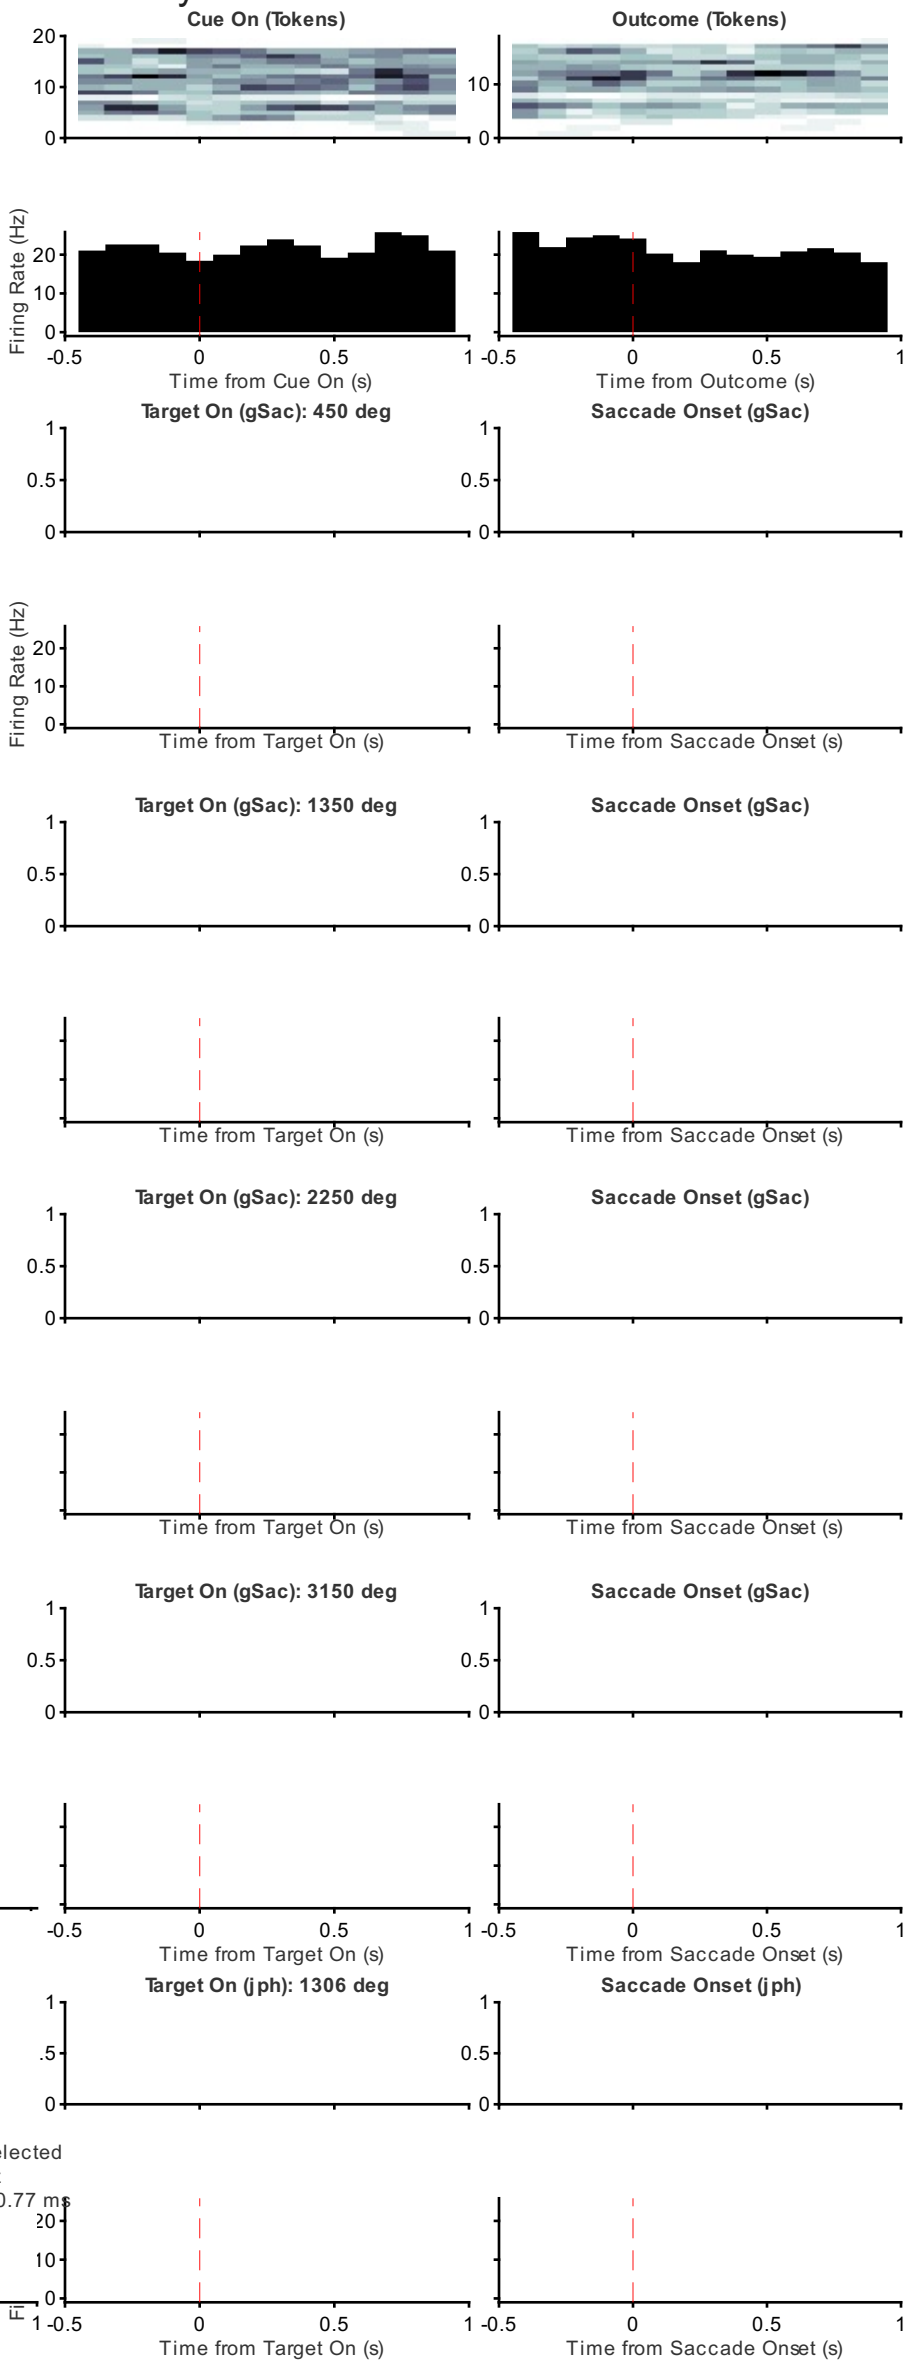 Cue On (Tokens) Outcome (Tokens)
20
10 10
0 0
Firing Rate (Hz)
20
10
0
-0.5 0 0.5 1 -0.5 0 0.5 1
Time from Cue On (s) Time from Outcome (s)
Target On (gSac): 450 deg Saccade Onset (gSac)
1 1
0.5 0.5
0 0
Firing Rate (Hz)
20
10
0
Time from Target On (s) Time from Saccade Onset (s)
Target On (gSac): 1350 deg Saccade Onset (gSac)
1 1
0.5 0.5
0 0
Time from Target On (s) Time from Saccade Onset (s)
Target On (gSac): 2250 deg Saccade Onset (gSac)
1 1
0.5 0.5
0 0
Time from Target On (s) Time from Saccade Onset (s)
Target On (gSac): 3150 deg Saccade Onset (gSac)
1 1
0.5 0.5
0 0
-0.5 0 0.5 1 -0.5 0 0.5 1
Time from Target On (s) Time from Saccade Onset (s)
Target On (jph): 1306 deg Saccade Onset (jph)
1 1
.5 0.5
0 0
elected
0.77 ms
20
10
0
Fi
1 -0.5 0 0.5 1 -0.5 0 0.5 1
Time from Target On (s) Time from Saccade Onset (s)